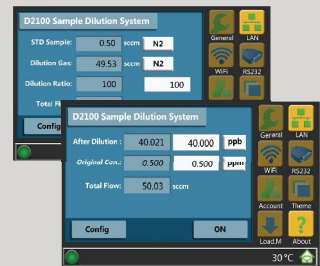 D2100 Sample Dilution System
STD Sample: 0.50 sccm N2
Dilution Gas: 49.53 sccm N2
Dilution Ratio: 100 100
Total
Config
General LAN
WiFi RS232
D2100 Sample Dilution System
After Dilution : 40.021 40.000 ppb
Original Con.: 0.500 0.500 ppm
Total Flow: 50.03 sccm
Config ON
General LAN
WiFi RS232
Account Theme
Load.M About
30 °C